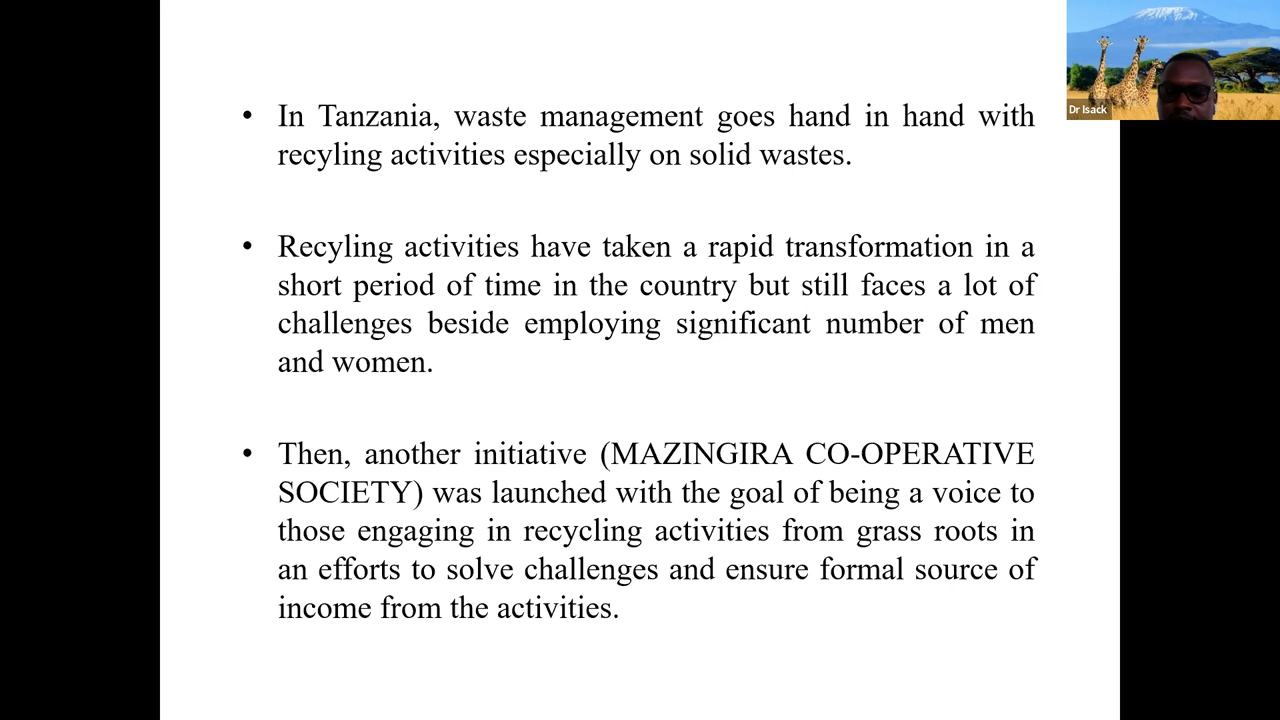 • In Tanzania, waste management goes hand in hand with
recyling activities especially on solid wastes.
• Recyling activities have taken a rapid transformation in a
short period of time in the country but still faces a lot of
challenges beside employing significant number of men
and women.
• Then, another initiative (MAZINGIRA CO-OPERATIVE
SOCIETY) was launched with the goal of being a voice to
those engaging in recycling activities from grass roots in
an efforts to solve challenges and ensure formal source of
income from the activities.
Dr Isack